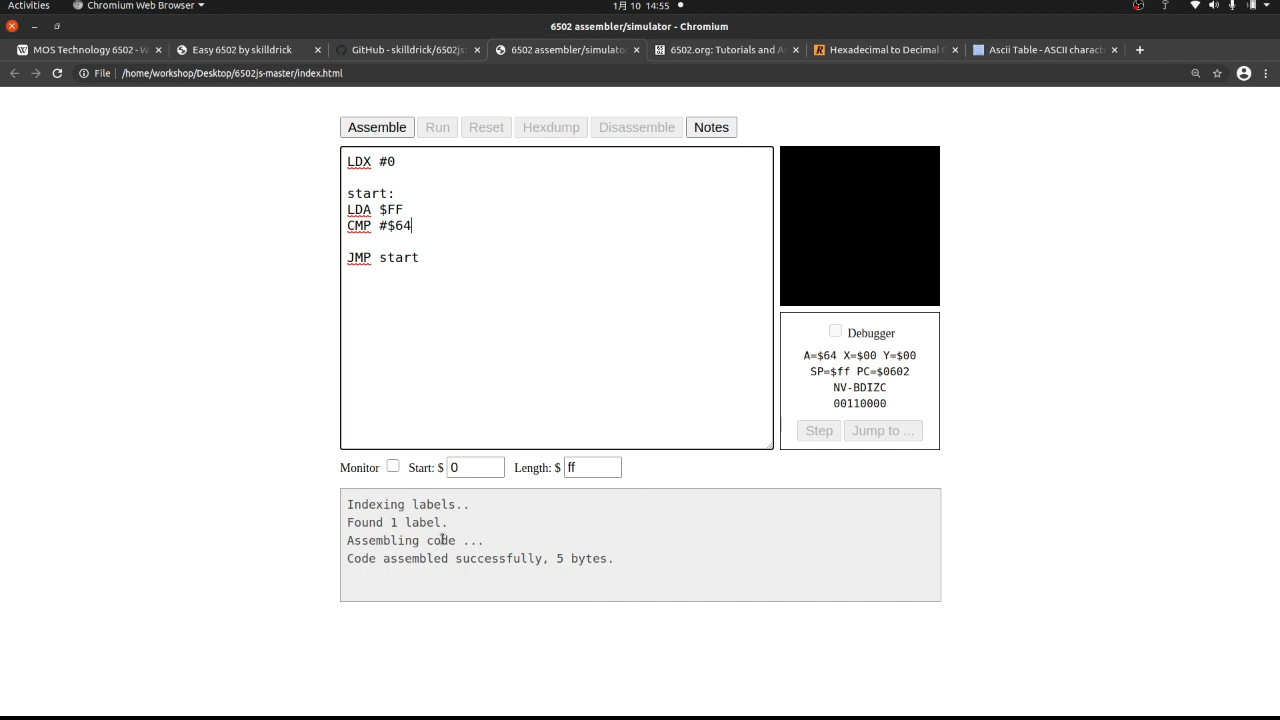 Activities
Chromium Web Browser
1月 10 14:55
6502 assembler/simulator - Chromium
MOS Technology 6502 - W
Easy 6502 by skilldrick
GitHub - skilldrick/6502js:
6502 assembler/simulator
6502.org: Tutorials and A
Hexadecimal to Decimal C
Ascii Table - ASCII charact
File
/home/workshop/Desktop/6502js-master/index.html
Assemble
Run
Reset
Hexdump
Disassemble
Notes
LDX #0
start:
LDA $FF
CMP #$64
JMP start
Debugger
A=$64 X=$00 Y=$00
SP=$ff PC=$0602
NV-BDIZC
00110000
Step
Jump to ...
Monitor
Start: $ 0
Length: $ ff
Indexing labels..
Found 1 label.
Assembling code ...
Code assembled successfully, 5 bytes.